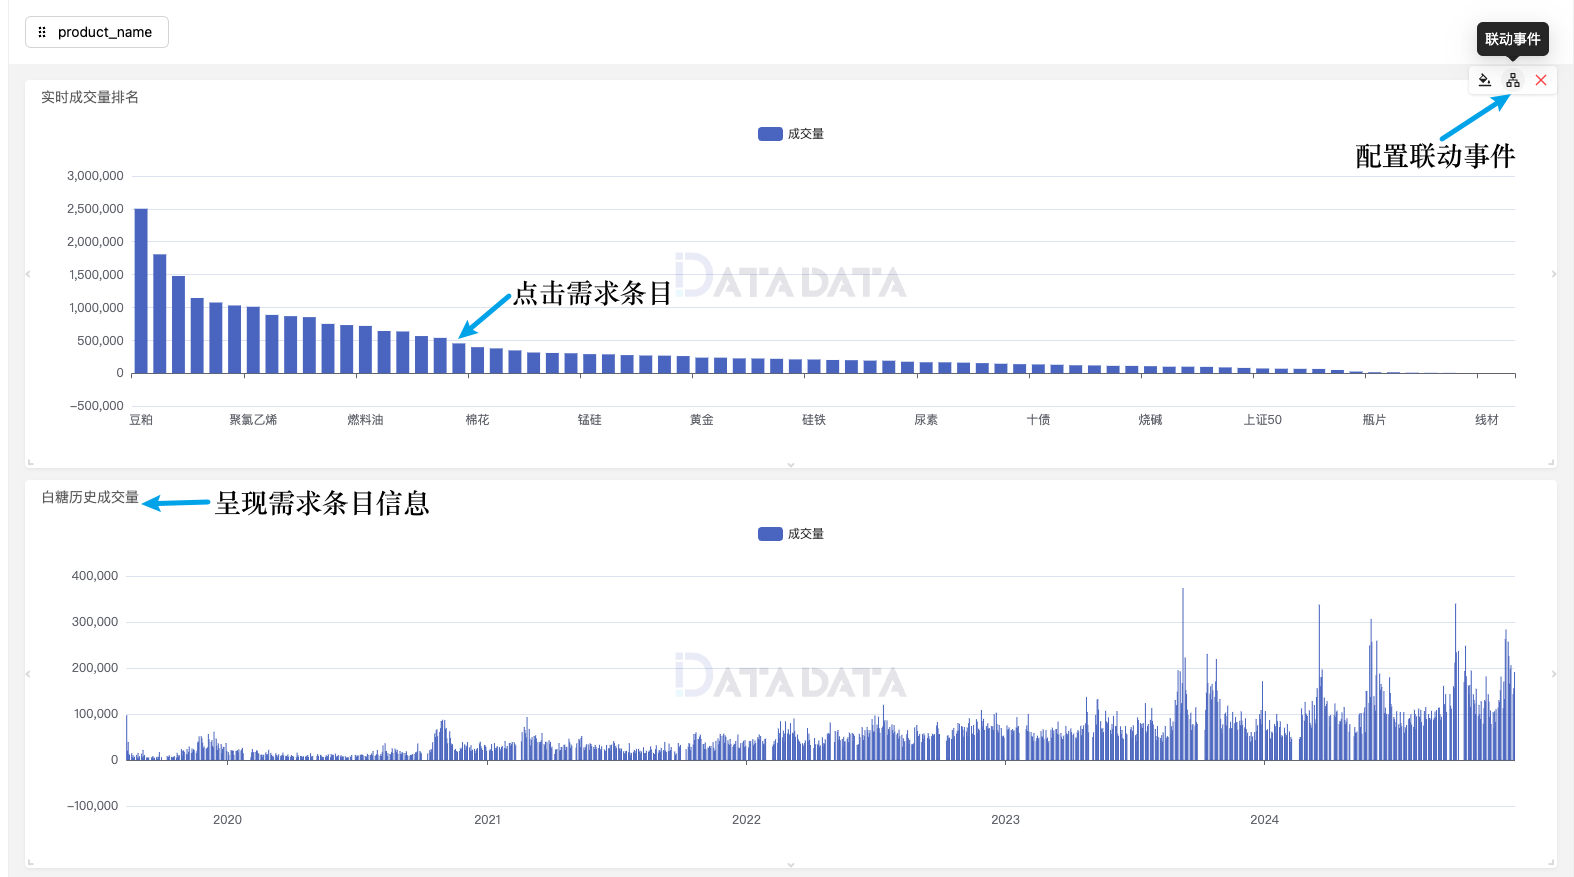 product_name
联动事件
实时成交量排名
成交量
配置联动事件
3,000,000
2,500,000
2,000,000
1,500,000
1,000,000
500,000
0
−500,000
DATA DATA
点击需求条目
豆粕 聚氯乙烯 燃料油 棉花 锰硅 黄金 硅铁 尿素 十债 烧碱 上证50 瓶片 线材
白糖历史成交量
呈现需求条目信息
成交量
400,000
300,000
200,000
100,000
0
−100,000
DATA DATA
2020 2021 2022 2023 2024